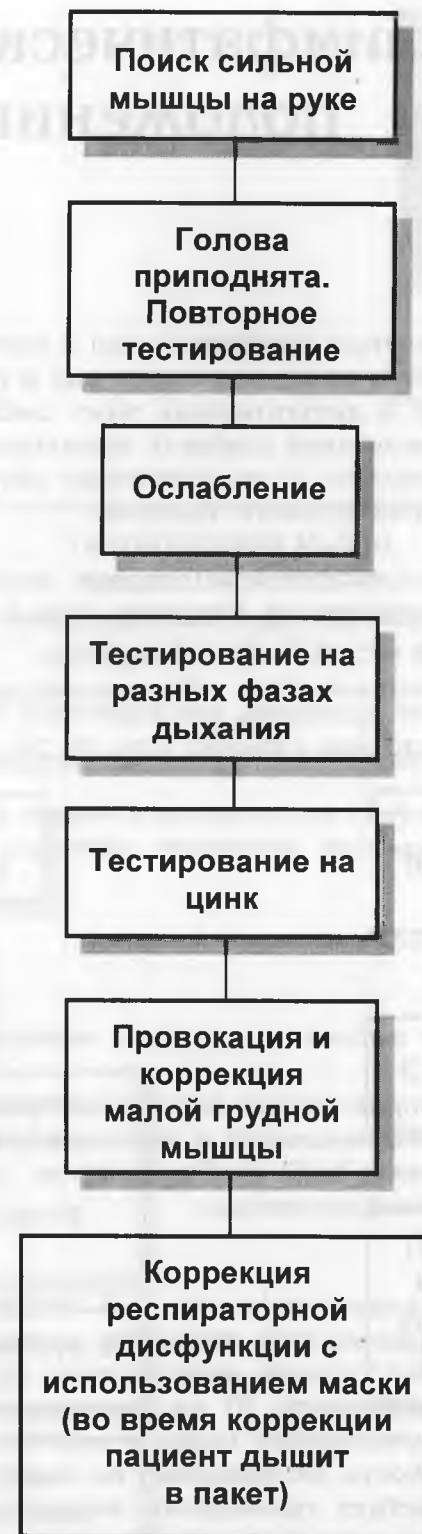 Поиск сильной
мышцы на руке
Голова
приподнята.
Повторное
тестирование
Ослабление
Тестирование на
разных фазах
дыхания
Тестирование на
цинк
Провокация и
коррекция
малой грудной
мышцы
Коррекция
респираторной
дисфункции с
использованием маски
(во время коррекции
пациент дышит
в пакет)